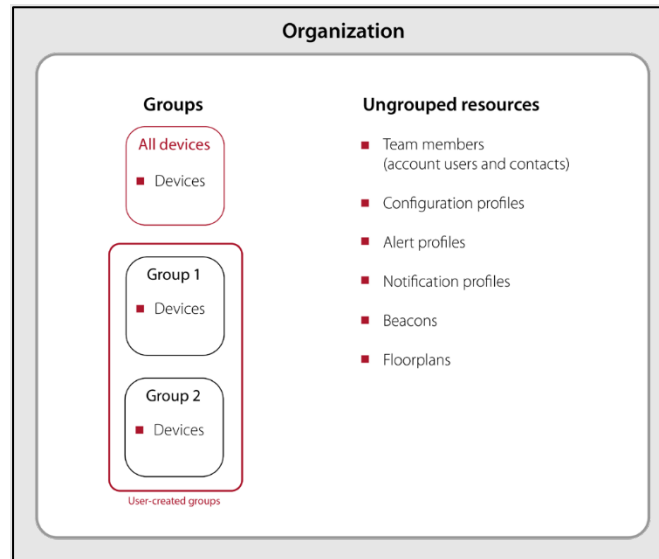 Organization
Groups
All devices
Devices
Group 1
Devices
Group 2
Devices
User-created groups
Ungrouped resources
Team members
(account users and contacts)
Configuration profiles
Alert profiles
Notification profiles
Beacons
Floorplans